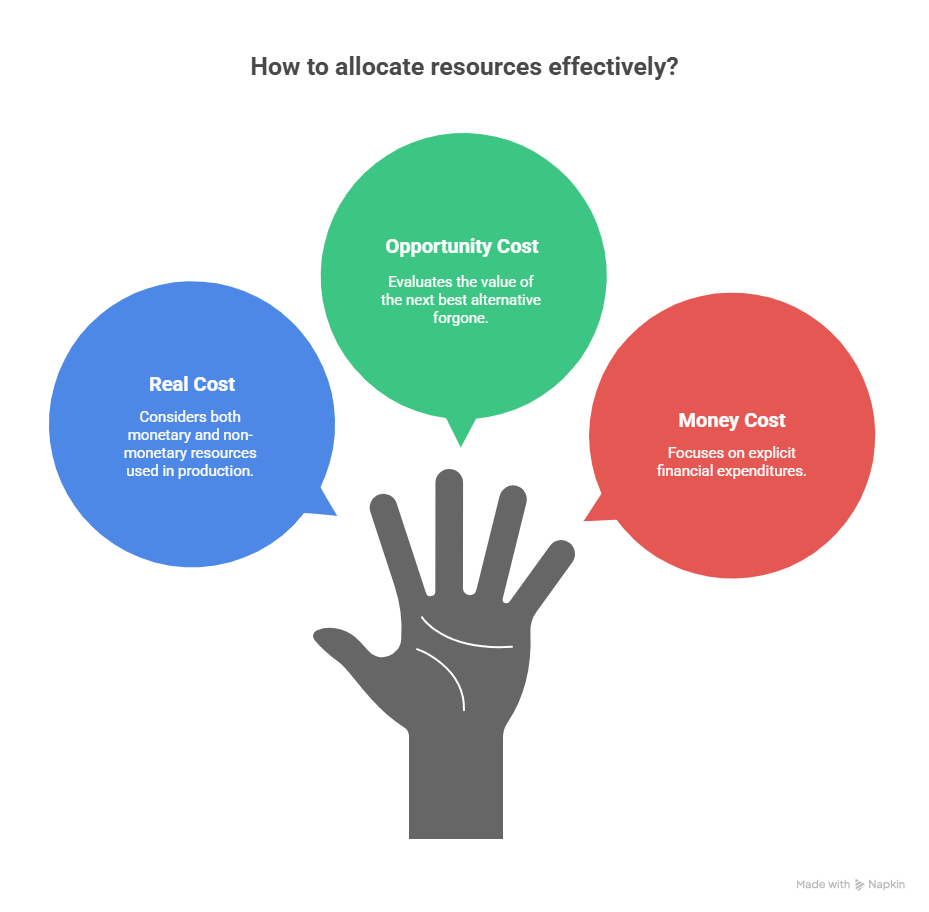 How to allocate resources effectively?
Opportunity Cost
Evaluates the value of
the next best alternative
forgone.
Real Cost
Considers both
monetary and non-
monetary resources
used in production.
Money Cost
Focuses on explicit
financial expenditures.
Made with Napkin